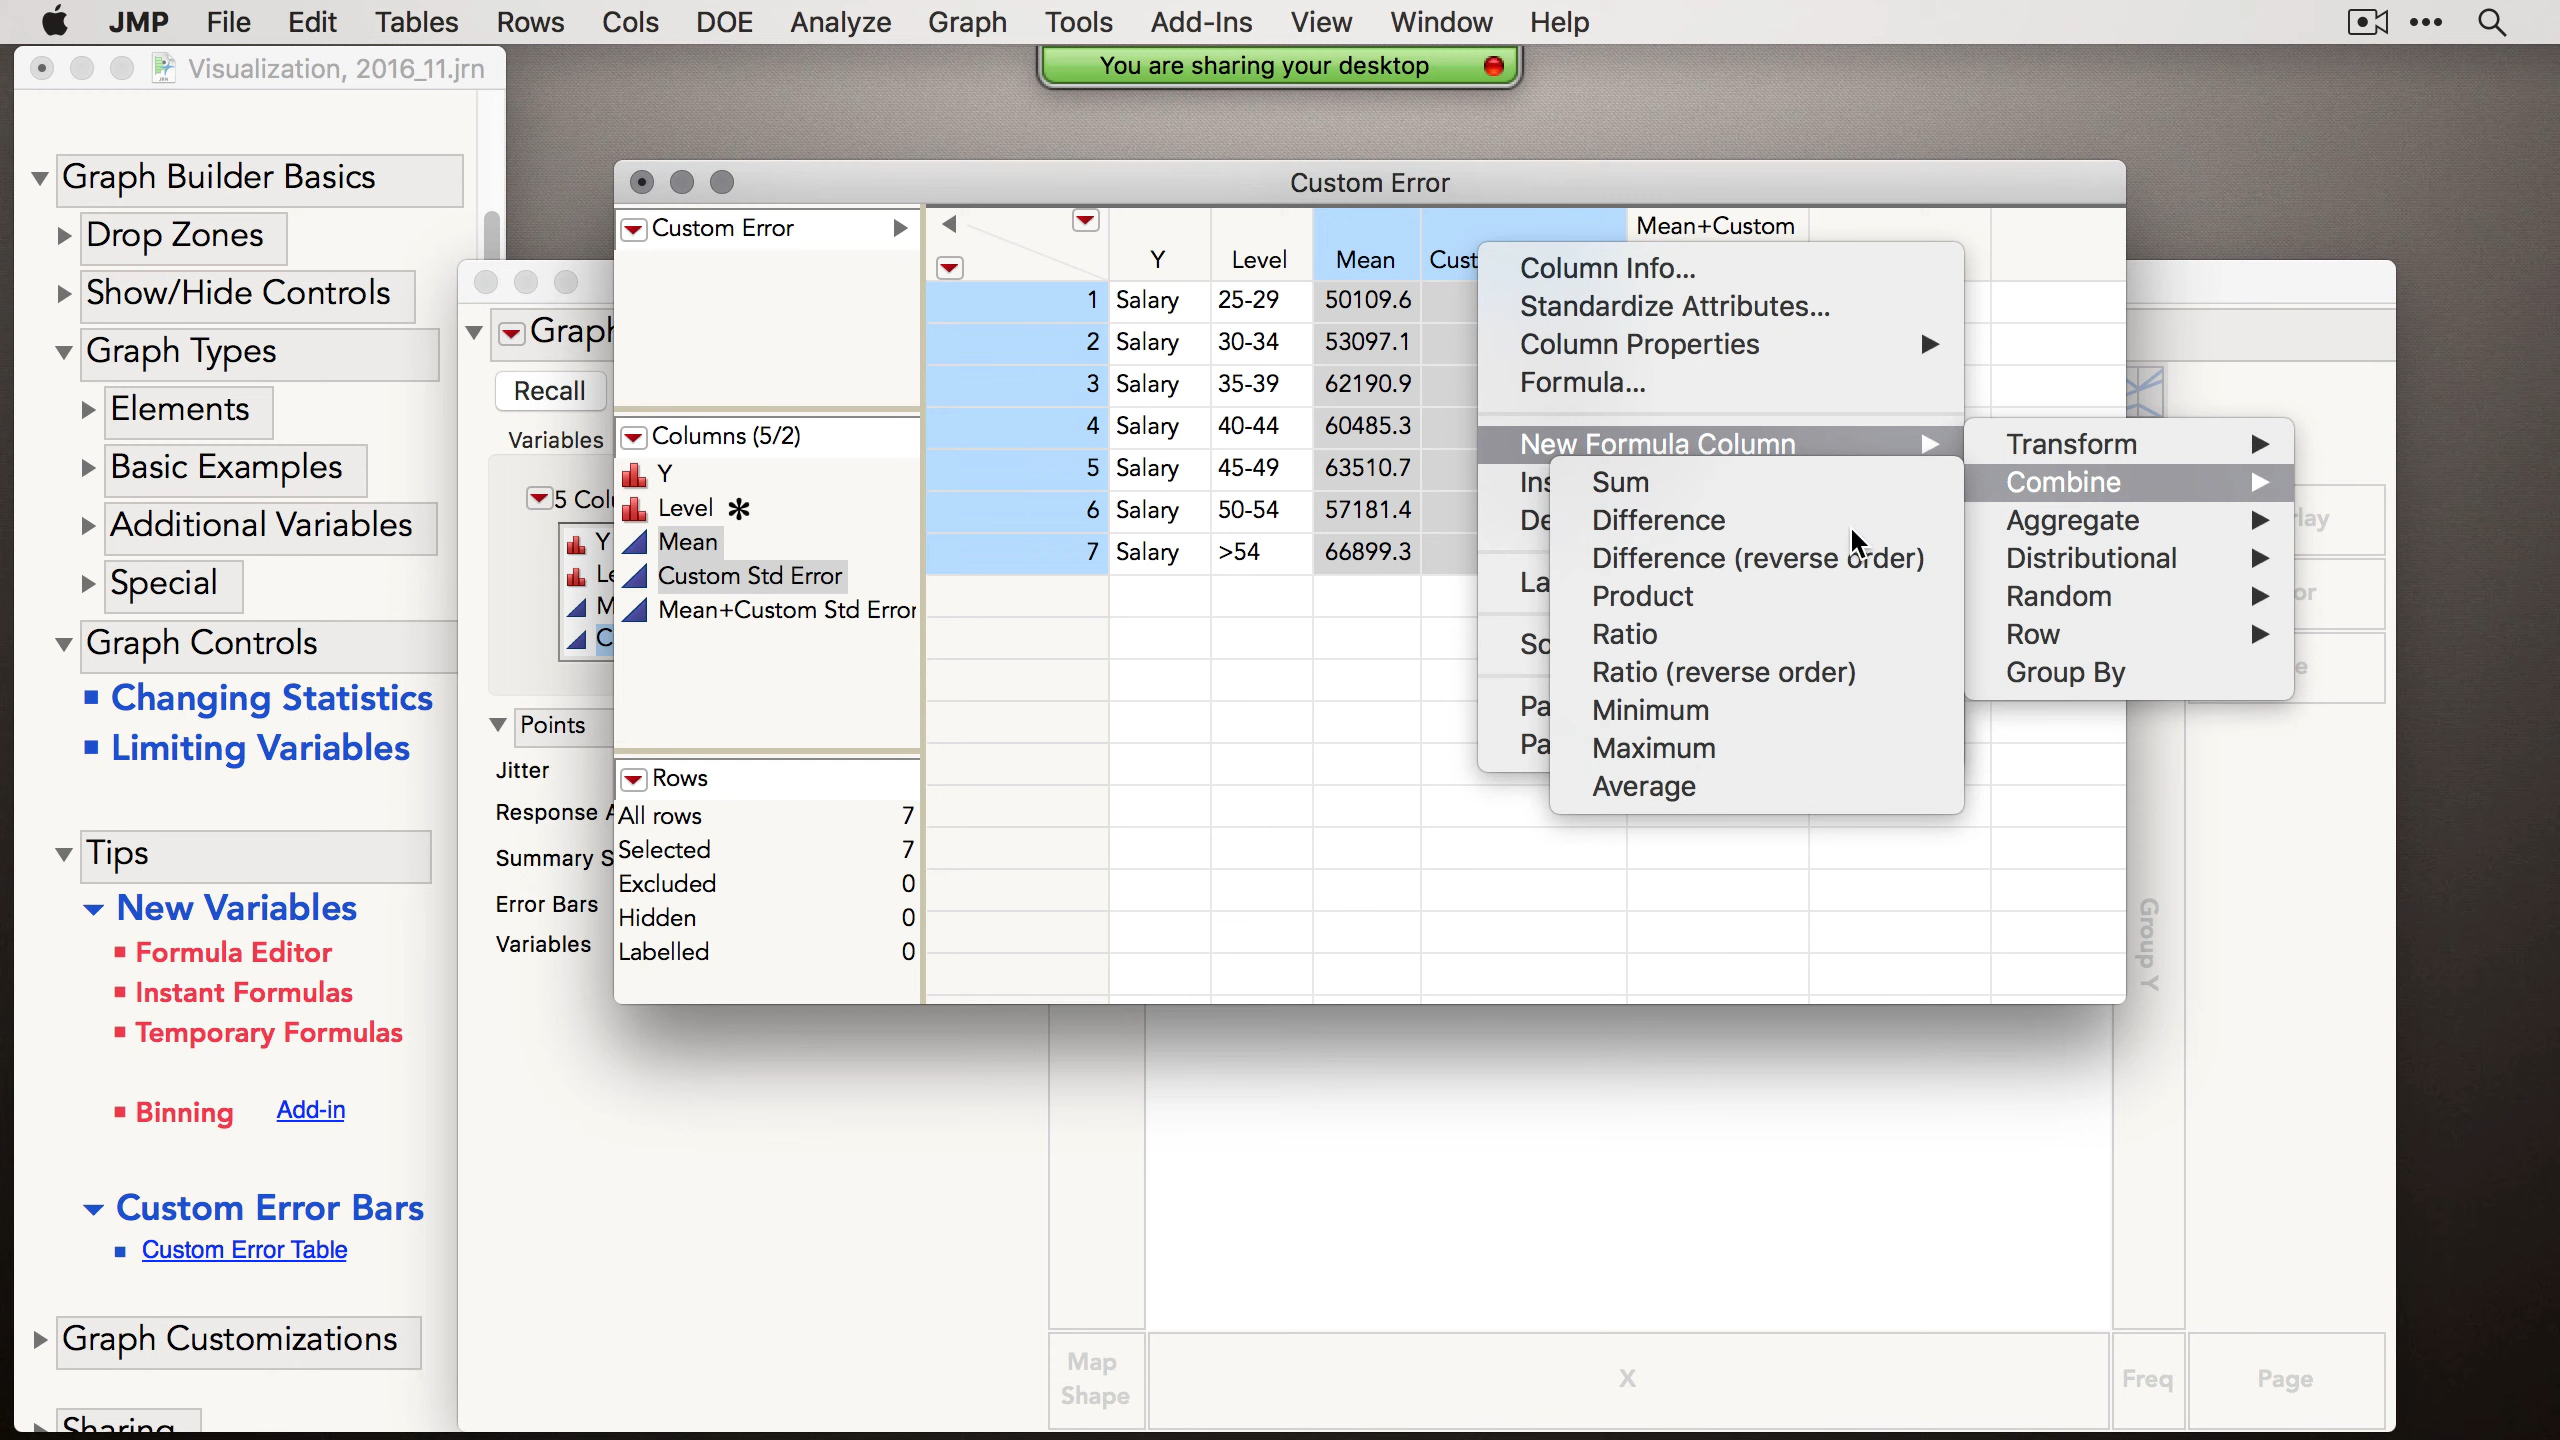 JMP File Edit Tables Rows Cols DOE Analyze Graph Tools Add-Ins View Window Help
You are sharing your desktop
Visualization, 2016_11.jrn
Graph Builder Basics
Drop Zones
Show/Hide Controls
Graph Types
Elements
Basic Examples
Additional Variables
Special
Graph Controls
Changing Statistics
Limiting Variables
Tips
New Variables
Formula Editor
Instant Formulas
Temporary Formulas
Binning Add-in
Custom Error Bars
Custom Error Table
Graph Customizations
Sharing
Recall
Variables
Y
Points
Jitter
Response
Summary
Error Bars
Variables
Custom Error
Custom Error
Columns (5/2)
Y
Level
Mean
Custom Std Error
Mean+Custom Std Error
Rows
All rows 7
Selected 7
Excluded 0
Hidden 0
Labelled 0
Mean+Custom
Y Level Mean Cust
1 Salary 25-29 50109.6
2 Salary 30-34 53097.1
3 Salary 35-39 62190.9
4 Salary 40-44 60485.3
5 Salary 45-49 63510.7
6 Salary 50-54 57181.4
7 Salary >54 66899.3
Column Info...
Standardize Attributes...
Column Properties
Formula...
New Formula Column
Sum
Difference
Difference (reverse order)
Product
Ratio
Ratio (reverse order)
Minimum
Maximum
Average
Transform
Combine
Aggregate
Distributional
Random
Row
Group By
Group Y
Map
Shape
X
Freq
Page